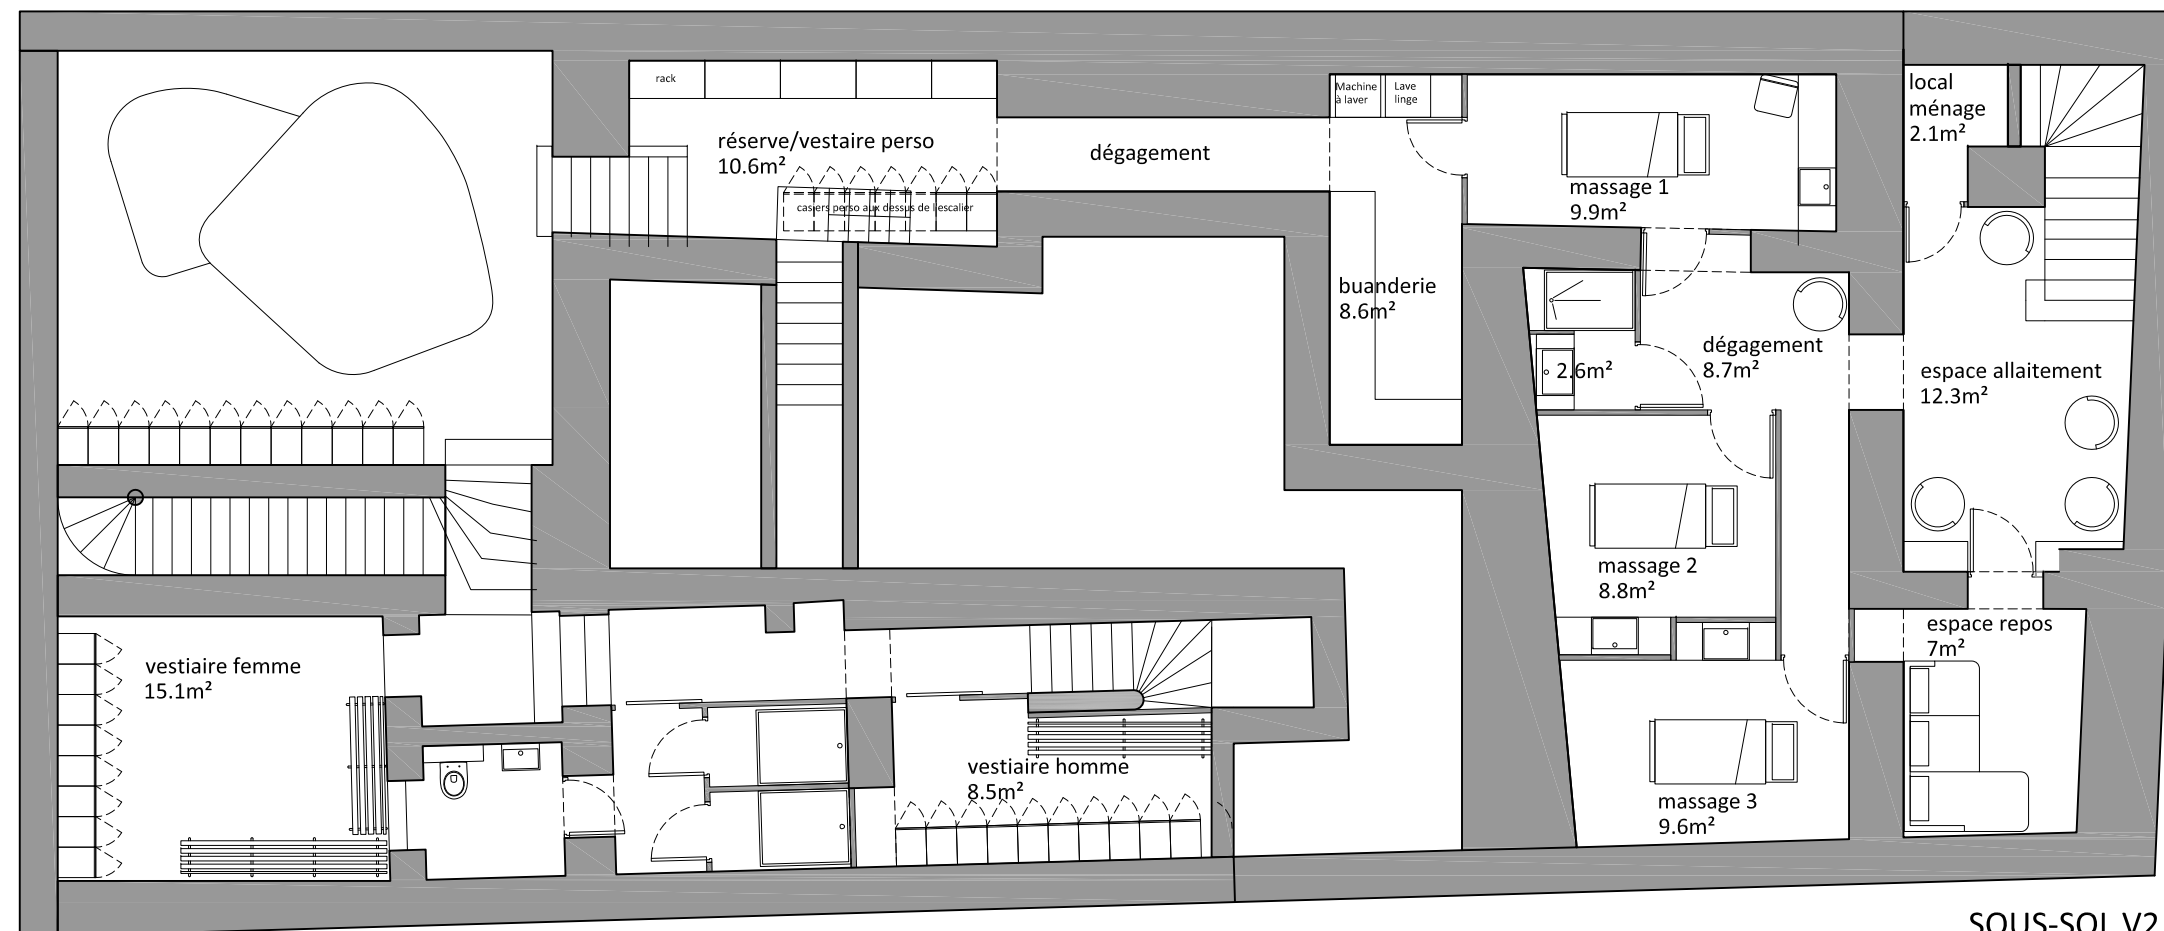 rack
réserve/vestiaire perso
10.6m²
casiers perso aux dessus de l'escalier
dégagement
Machine
à laver
Lave
linge
massage 1
9.9m²
local
ménage
2.1m²
buanderie
8.6m²
2.6m²
dégagement
8.7m²
espace allaitement
12.3m²
massage 2
8.8m²
espace repos
7m²
vestiaire femme
15.1m²
vestiaire homme
8.5m²
massage 3
9.6m²
SOUS-SOL V2